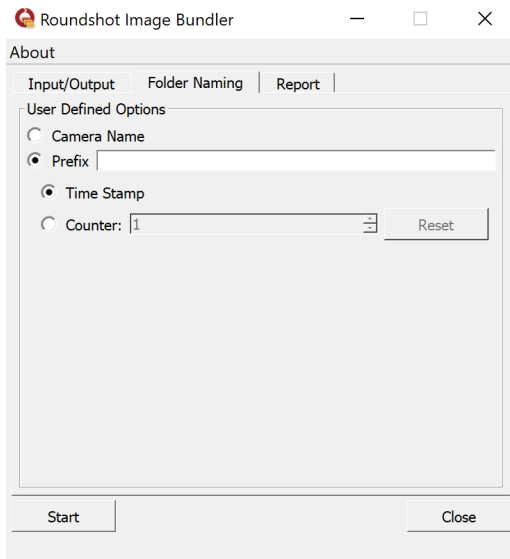 Roundshot Image Bundler
About
Input/Output Folder Naming Report
User Defined Options
Camera Name
Prefix
Time Stamp
Counter: 1 Reset
Start Close